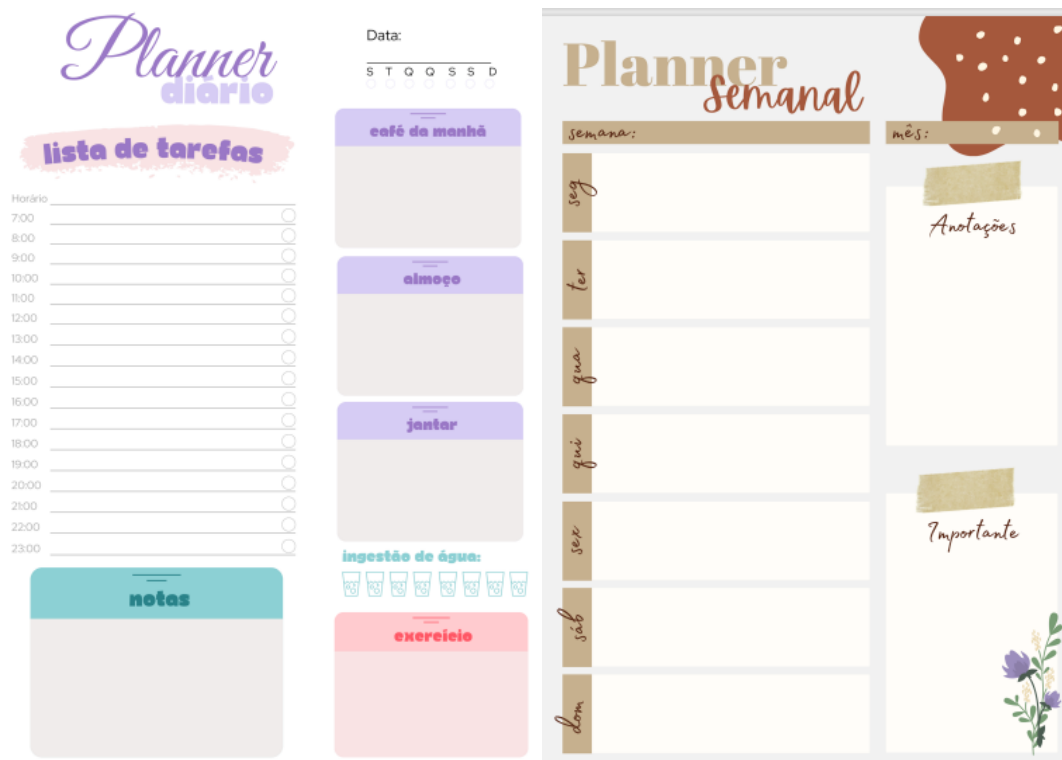 Planner
diário
lista de tarefas
Horário
7:00
8:00
9:00
10:00
11:00
12:00
13:00
14:00
15:00
16:00
17:00
18:00
19:00
20:00
21:00
22:00
23:00
notas
Data:
S T Q Q S S D
café da manhã
almoço
jantar
ingestão de água:
exercício
Planner
Semanal
semana:
mês:
seg
ter
qua
qui
sex
sáb
dom
Anotações
Importante